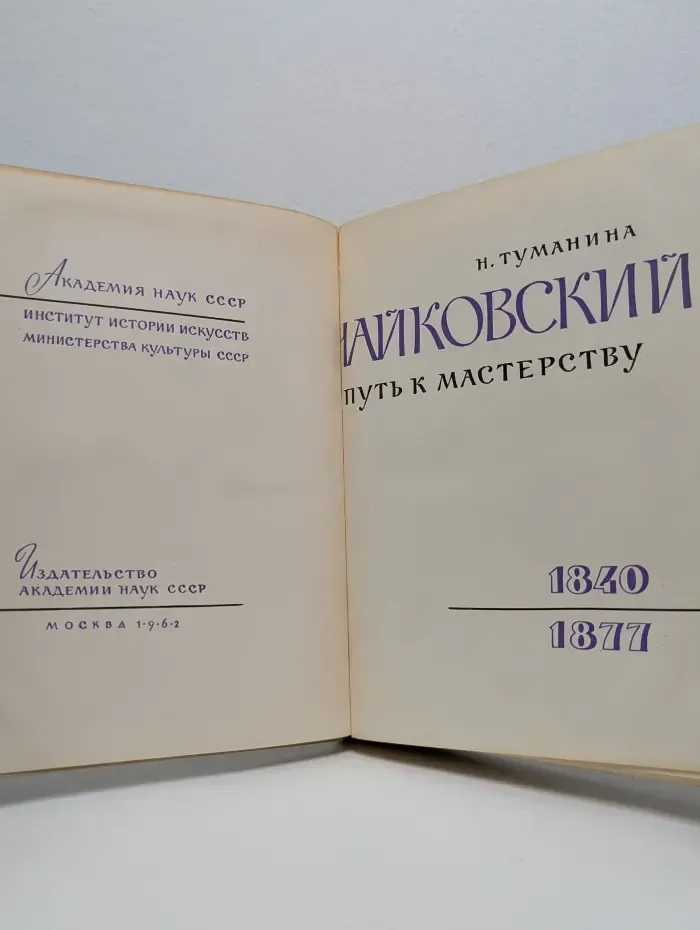 Академия наук СССР
институт истории искусств
министерства культуры СССР
Издательство
академии наук СССР
Москва 1·9·6·2
Н. Туманина
Чайковский
путь к мастерству
1840
1877